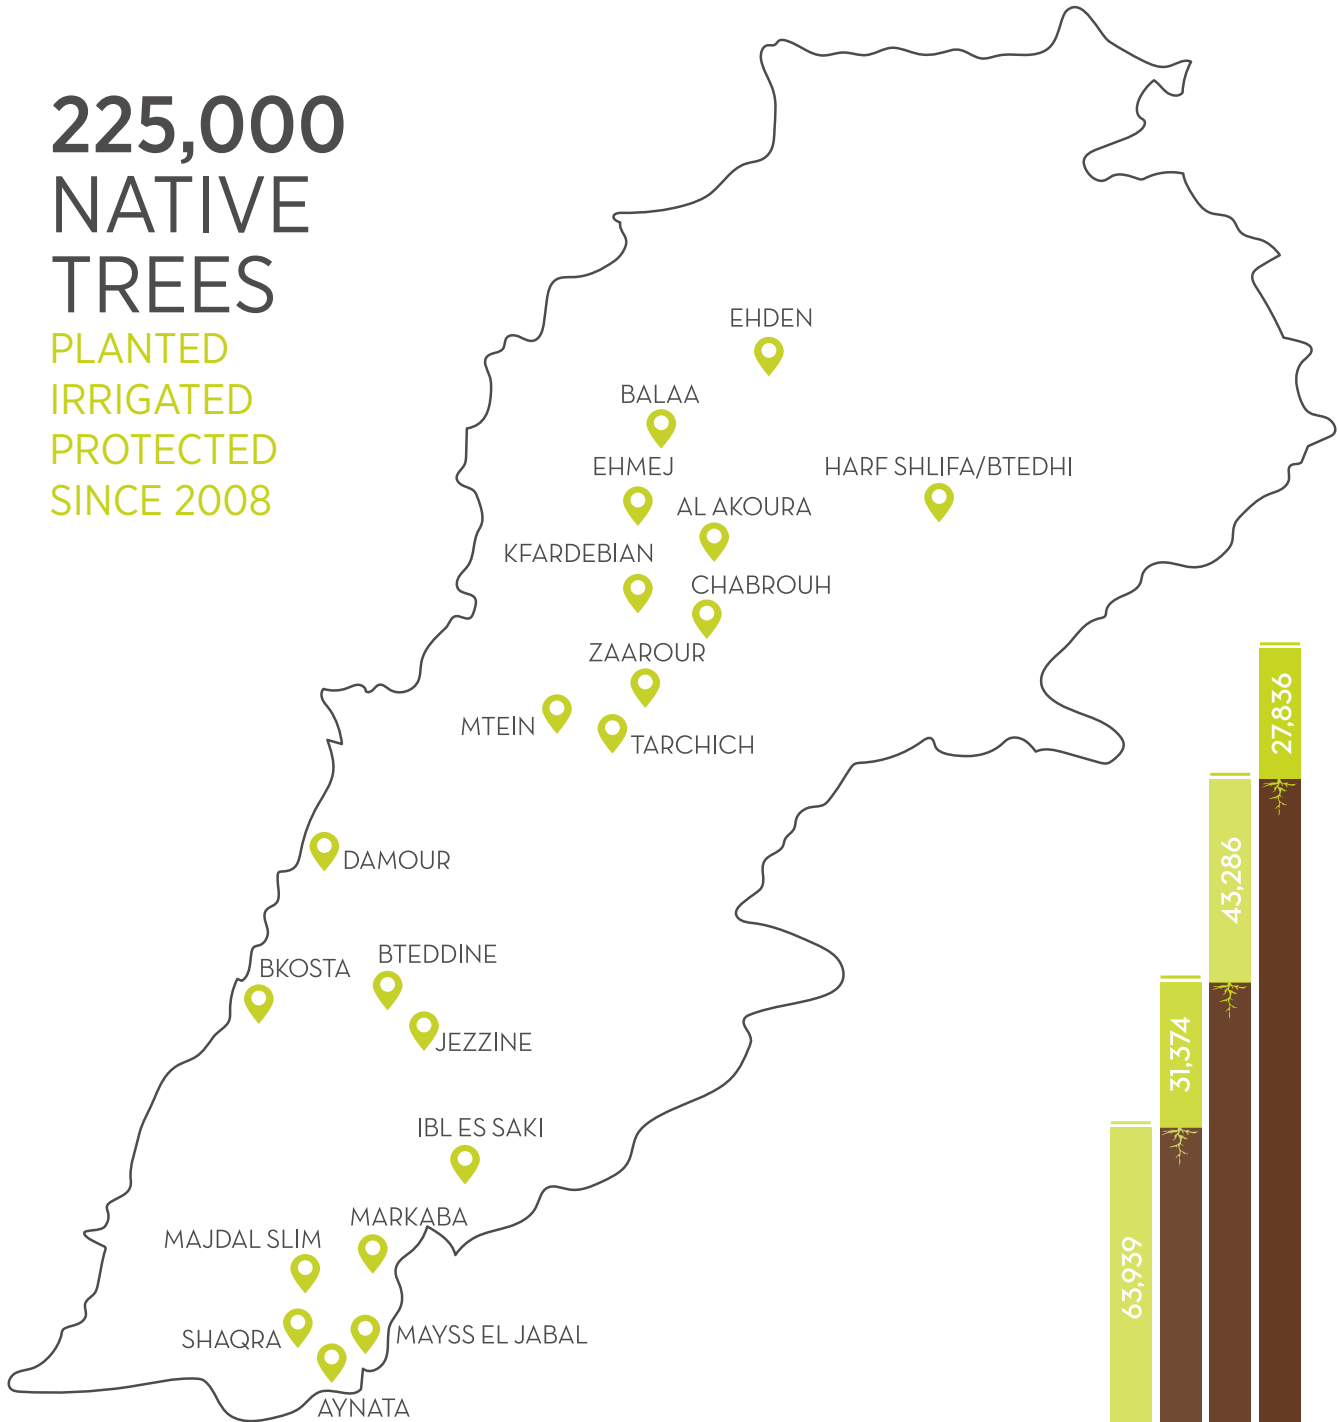 225,000
NATIVE
TREES
PLANTED
IRRIGATED
PROTECTED
SINCE 2008
EHDEN
BALAA
EHMEJ
HARF SHLIFA/BTEDHI
AL AKOURA
KFARDEBIAN
CHABROUH
ZAAROUR
MTEIN
TARCHICH
DAMOUR
BTEDDINE
BKOSTA
JEZZINE
IBL ES SAKI
MARKABA
MAJDAL SLIM
SHAQRA
MAYSS EL JABAL
AYNATA
63,939
31,374
43,286
27,836